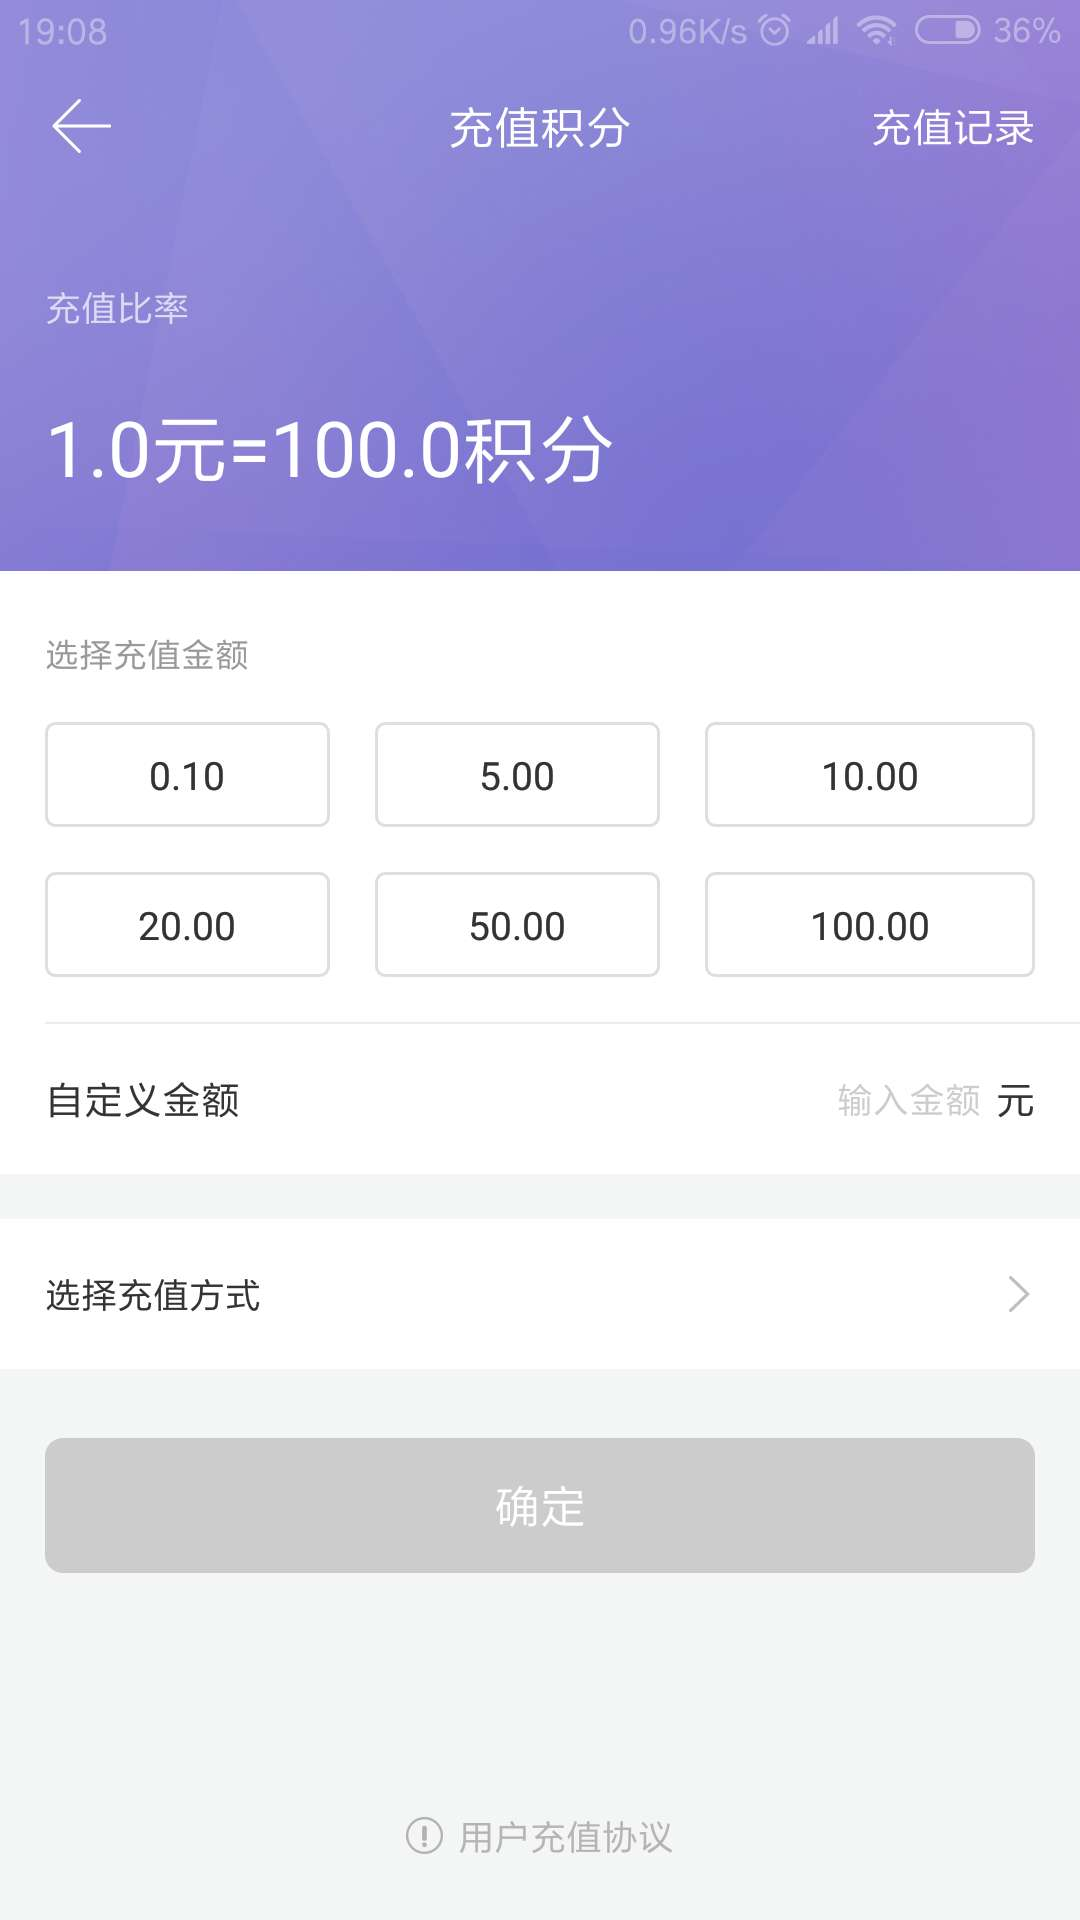 19:08 0.96K/s 36%
充值积分 充值记录
充值比率
1.0元=100.0积分
选择充值金额
0.10 5.00 10.00
20.00 50.00 100.00
自定义金额 输入金额 元
选择充值方式
确定
用户充值协议